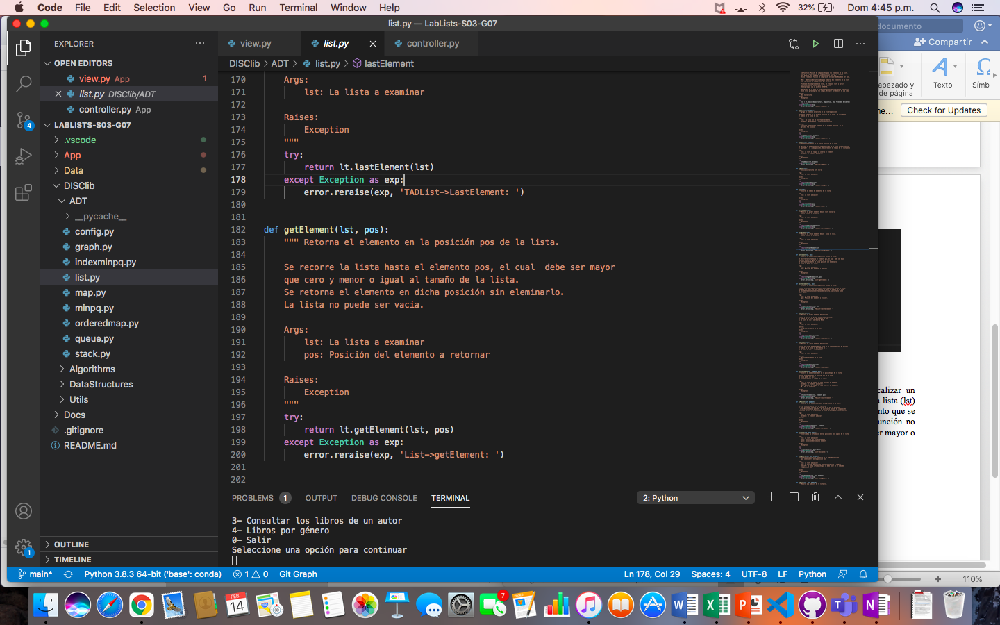 Code File Edit Selection View Go Run Terminal Window Help 32% Dom 4:45 p.m.
list.py — LabLists-S03-G07
documento
Compartir
EXPLORER
view.py list.py controller.py
OPEN EDITORS
DISClib > ADT > list.py > lastElement
view.py App 1
list.py DISClib/ADT
controller.py App
LABLISTS-S03-G07
.vscode
App
Data
DISClib
ADT
__pycache__
config.py
graph.py
indexminpq.py
list.py
map.py
minpq.py
orderedmap.py
queue.py
stack.py
Algorithms
DataStructures
Utils
Docs
.gitignore
README.md
OUTLINE
TIMELINE
4
1
170 Args:
171 lst: La lista a examinar
172
173 Raises:
174 Exception
175 """
176 try:
177 return lt.lastElement(lst)
178 except Exception as exp:
179 error.reraise(exp, 'TADList->LastElement: ')
180
181
182 def getElement(lst, pos):
183 """ Retorna el elemento en la posición pos de la lista.
184
185 Se recorre la lista hasta el elemento pos, el cual  debe ser mayor
186 que cero y menor o igual al tamaño de la lista.
187 Se retorna el elemento en dicha posición sin eleminarlo.
188 La lista no puede ser vacia.
189
190 Args:
191 lst: La lista a examinar
192 pos: Posición del elemento a retornar
193
194 Raises:
195 Exception
196 """
197 try:
198 return lt.getElement(lst, pos)
199 except Exception as exp:
200 error.reraise(exp, 'List->getElement: ')
201
202
PROBLEMS 1 OUTPUT DEBUG CONSOLE TERMINAL 2: Python
3– Consultar los libros de un autor
4– Libros por género
0– Salir
Seleccione una opción para continuar
main* Python 3.8.3 64-bit ('base': conda) 1 0 Git Graph Ln 178, Col 29 Spaces: 4 UTF-8 LF Python
abezado y
de página
Texto
Símb
e... Check for Updates
calizar un
lista (lst)
nto que se
unción no
er mayor o
110%
FEB.
14
7